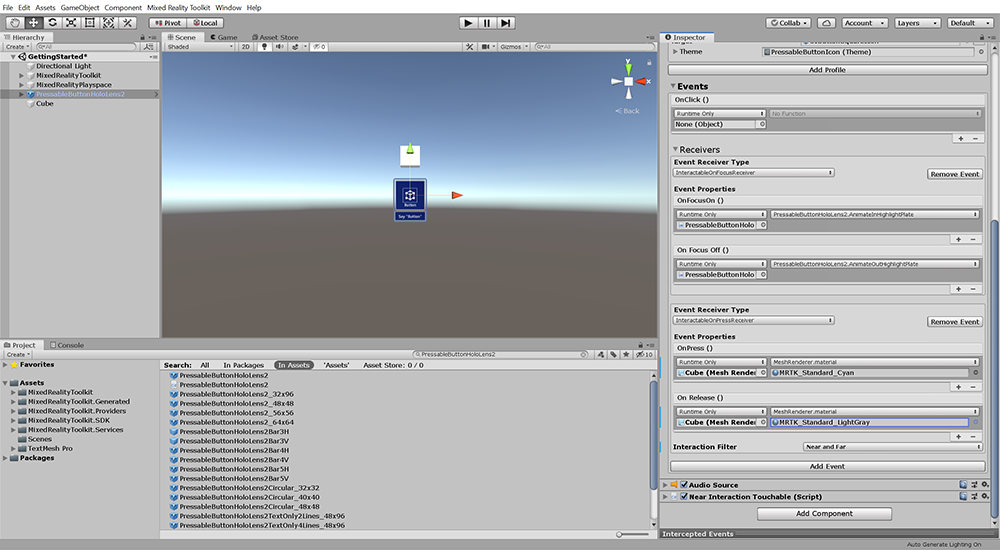 File Edit Assets GameObject Component Mixed Reality Toolkit Window Help
Pivot Local Collab Account Layers Default
Hierarchy
Create All
GettingStarted*
Directional Light
MixedRealityToolkit
MixedRealityPlayspace
PressableButtonHoloLens2
Cube
Scene Game Asset Store
Shaded 2D 0 Gizmos All
y
x
Back
Button
Say "Button"
Project Console
Create PressableButtonHoloLens2 10
Favorites
Assets
MixedRealityToolkit
MixedRealityToolkit.Generated
MixedRealityToolkit.Providers
MixedRealityToolkit.SDK
MixedRealityToolkit.Services
Scenes
TextMesh Pro
Packages
Search: All In Packages In Assets 'Assets' Asset Store: 0 / 0
PressableButtonHoloLens2
PressableButtonHoloLens2
PressableButtonHoloLens2_32x96
PressableButtonHoloLens2_48x48
PressableButtonHoloLens2_56x56
PressableButtonHoloLens2_64x64
PressableButtonHoloLens2Bar3H
PressableButtonHoloLens2Bar3V
PressableButtonHoloLens2Bar4H
PressableButtonHoloLens2Bar4V
PressableButtonHoloLens2Bar5H
PressableButtonHoloLens2Bar5V
PressableButtonHoloLens2Circular_32x32
PressableButtonHoloLens2Circular_40x40
PressableButtonHoloLens2Circular_48x48
PressableButtonHoloLens2TextOnly2Lines_48x96
PressableButtonHoloLens2TextOnly4Lines_48x96
Inspector
Theme PressableButtonIcon (Theme)
Add Profile
Events
OnClick ()
Runtime Only No Function
None (Object)
+ −
Receivers
Event Receiver Type
InteractableOnFocusReceiver Remove Event
Event Properties
OnFocusOn ()
Runtime Only PressableButtonHoloLens2.AnimateInHighlightPlate
PressableButtonHolo
+ −
On Focus Off ()
Runtime Only PressableButtonHoloLens2.AnimateOutHighlightPlate
PressableButtonHolo
+ −
Event Receiver Type
InteractableOnPressReceiver Remove Event
Event Properties
OnPress ()
Runtime Only MeshRenderer.material
Cube (Mesh Render MRTK_Standard_Cyan
+ −
On Release ()
Runtime Only MeshRenderer.material
Cube (Mesh Render MRTK_Standard_LightGray
+ −
Interaction Filter Near and Far
Add Event
Audio Source
Near Interaction Touchable (Script)
Add Component
Intercepted Events
Auto Generate Lighting On